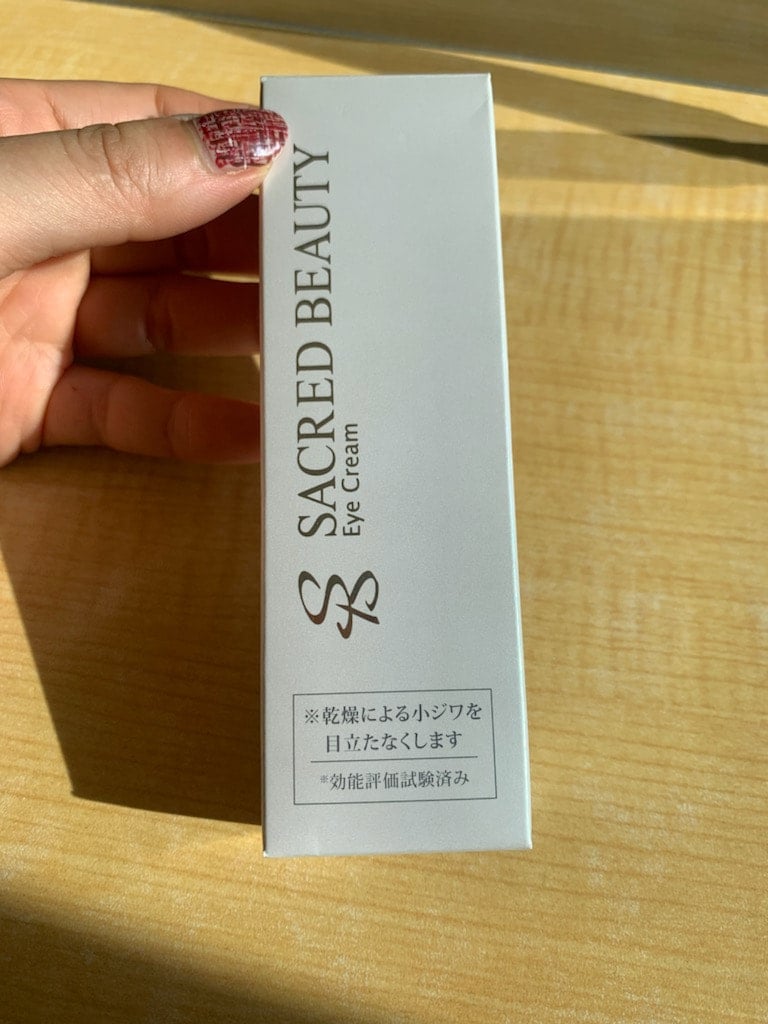 SACRED BEAUTY
Eye Cream
SB
※乾燥による小ジワを
目立たなくします
※効能評価試験済み